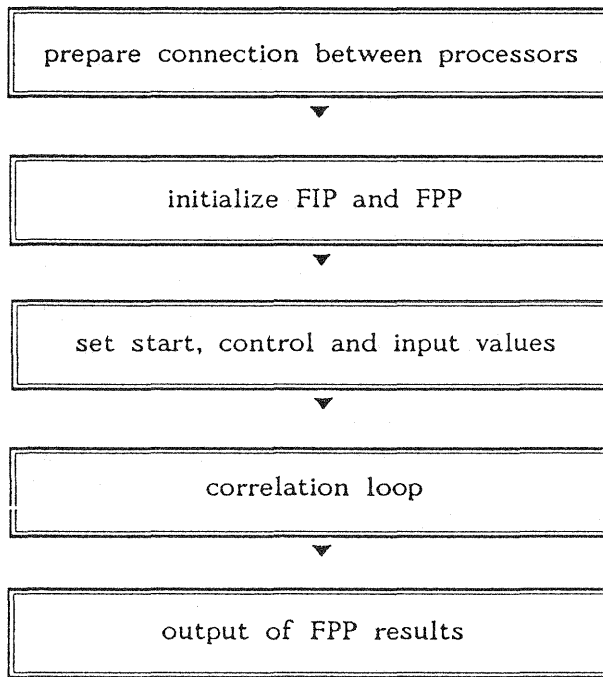 prepare connection between processors
initialize FIP and FPP
set start, control and input values
correlation loop
output of FPP results